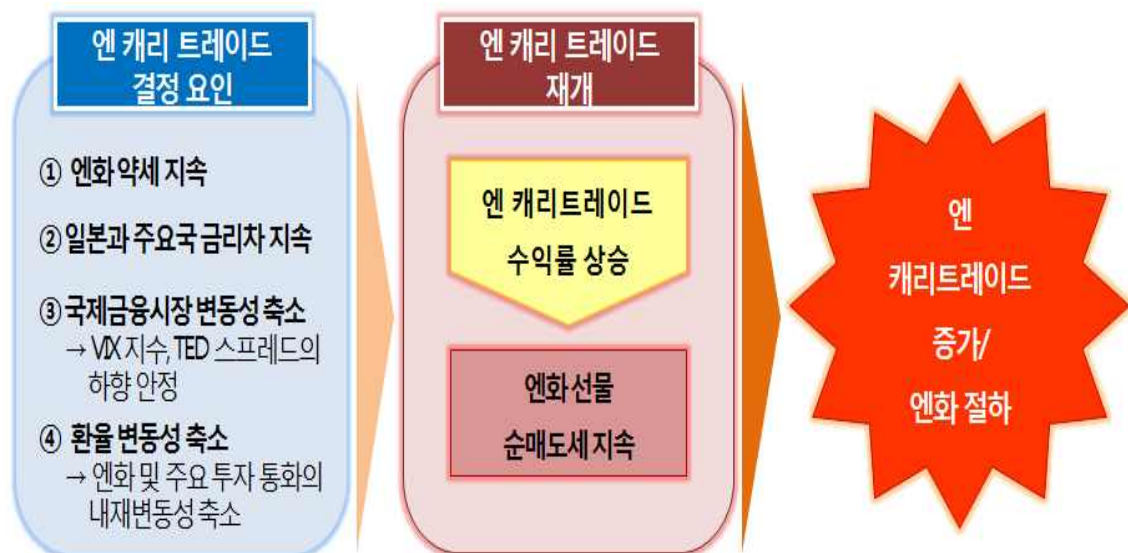 엔 캐리 트레이드
결정 요인
① 엔화 약세 지속
② 일본과 주요국 금리차 지속
③ 국제금융시장 변동성 축소
→ VIX 지수, TED 스프레드의
하향 안정
④ 환율 변동성 축소
→ 엔화 및 주요 투자 통화의
내재변동성 축소
엔 캐리 트레이드
재개
엔 캐리트레이드
수익률 상승
엔화 선물
순매도세 지속
엔
캐리트레이드
증가/
엔화 절하